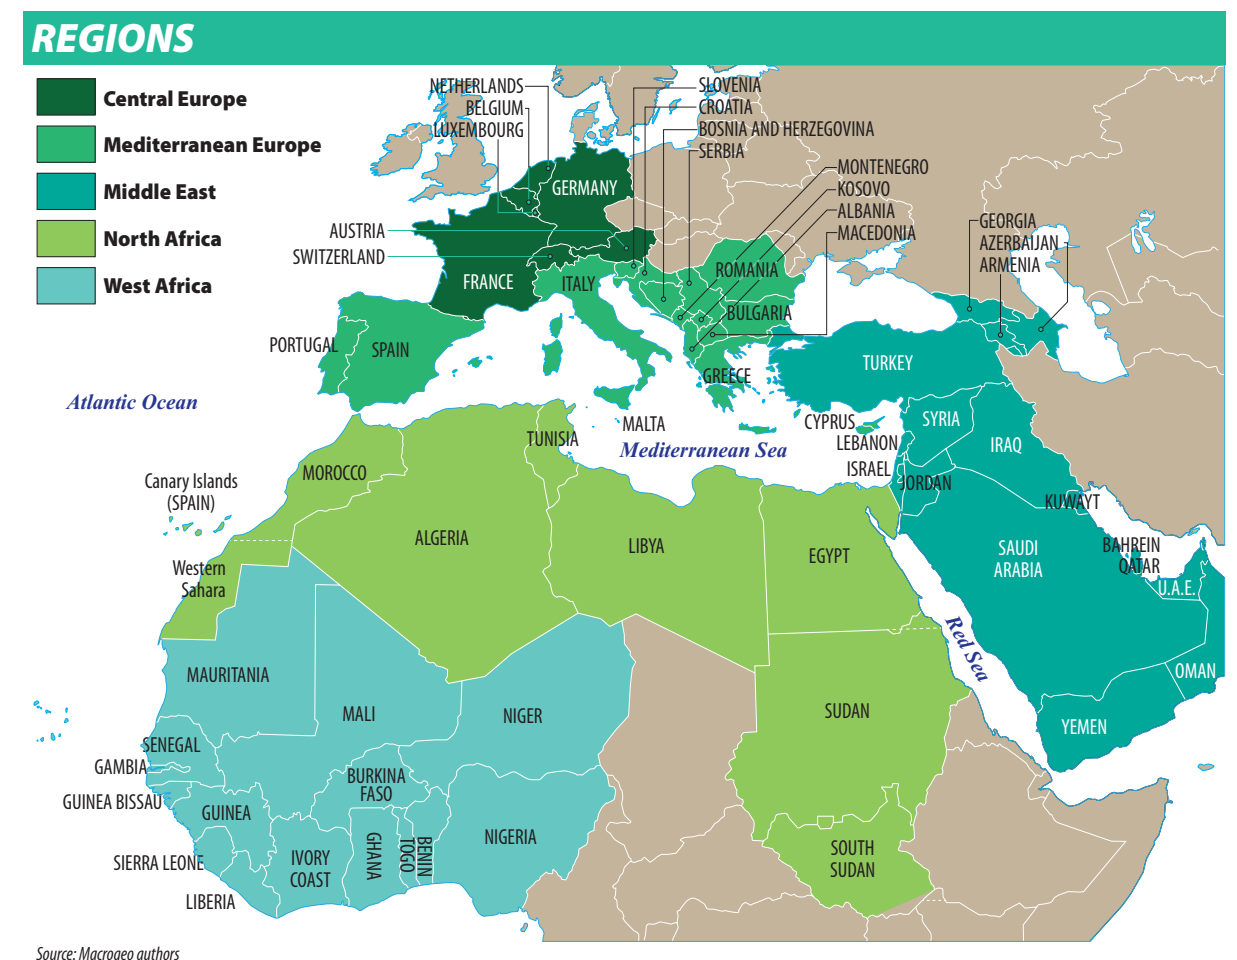 REGIONS
Central Europe
Mediterranean Europe
Middle East
North Africa
West Africa
NETHERLANDS
BELGIUM
LUXEMBOURG
SLOVENIA
CROATIA
BOSNIA AND HERZEGOVINA
SERBIA
MONTENEGRO
KOSOVO
ALBANIA
MACEDONIA
GERMANY
AUSTRIA
SWITZERLAND
FRANCE
ITALY
ROMANIA
BULGARIA
GEORGIA
AZERBAIJAN
ARMENIA
PORTUGAL
SPAIN
GREECE
TURKEY
Atlantic Ocean
MALTA
Mediterranean Sea
CYPRUS
LEBANON
ISRAEL
SYRIA
IRAQ
JORDAN
KUWAYT
TUNISIA
MOROCCO
Canary Islands
(SPAIN)
ALGERIA
LIBYA
EGYPT
SAUDI
ARABIA
BAHREIN
QATAR
U.A.E.
Western
Sahara
Red Sea
OMAN
YEMEN
MAURITANIA
MALI
NIGER
SUDAN
SENEGAL
GAMBIA
GUINEA BISSAU
GUINEA
BURKINA
FASO
SIERRA LEONE
LIBERIA
IVORY
COAST
GHANA
TOGO
BENIN
NIGERIA
SOUTH
SUDAN
Source: Macrogeo authors